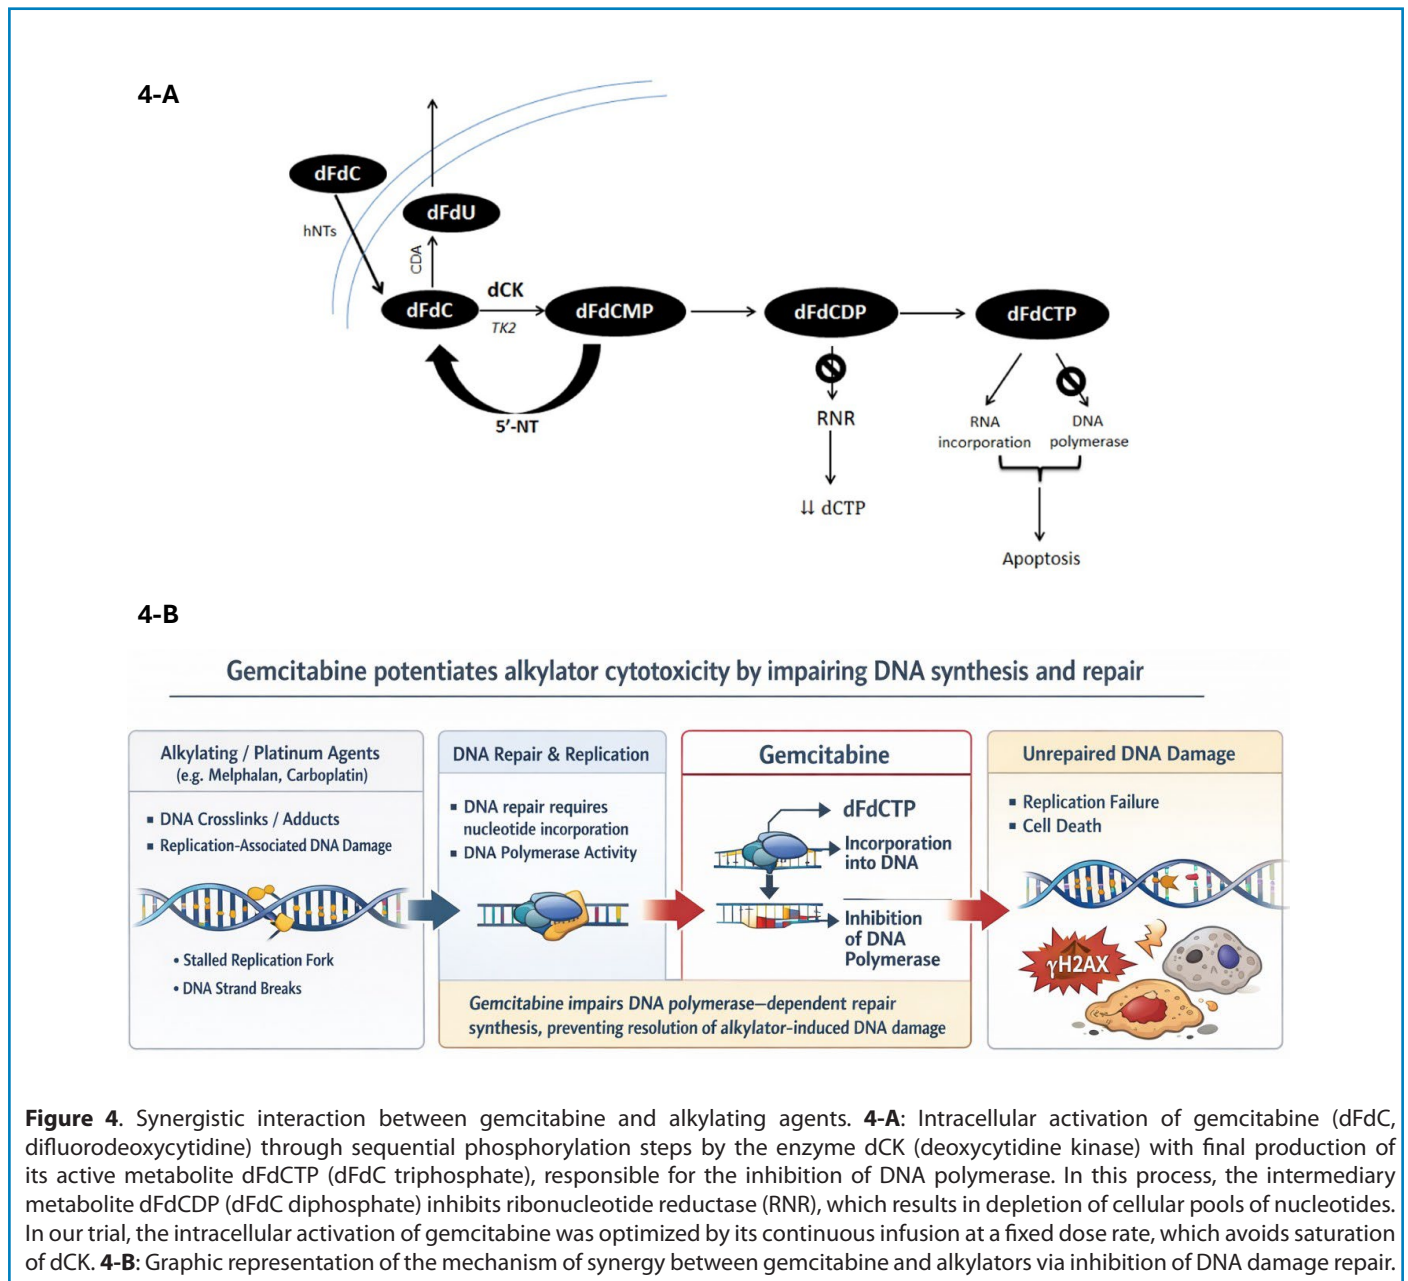 4-A
dFdC
hNTs
dFdU
CDA
dFdC
dCK
TK2
dFdCMP
dFdCDP
dFdCTP
5’-NT
RNR
⇊ dCTP
RNA
incorporation
DNA
polymerase
Apoptosis
4-B
Gemcitabine potentiates alkylator cytotoxicity by impairing DNA synthesis and repair
Alkylating / Platinum Agents
(e.g. Melphalan, Carboplatin)
▪ DNA Crosslinks / Adducts
▪ Replication-Associated DNA Damage
• Stalled Replication Fork
• DNA Strand Breaks
DNA Repair & Replication
▪ DNA repair requires
nucleotide incorporation
▪ DNA Polymerase Activity
Gemcitabine
dFdCTP
Incorporation
into DNA
Inhibition
of DNA
Polymerase
Gemcitabine impairs DNA polymerase–dependent repair
synthesis, preventing resolution of alkylator-induced DNA damage
Unrepaired DNA Damage
▪ Replication Failure
▪ Cell Death
γH2AX
Figure 4. Synergistic interaction between gemcitabine and alkylating agents. 4-A: Intracellular activation of gemcitabine (dFdC,
difluorodeoxycytidine) through sequential phosphorylation steps by the enzyme dCK (deoxycytidine kinase) with final production of
its active metabolite dFdCTP (dFdC triphosphate), responsible for the inhibition of DNA polymerase. In this process, the intermediary
metabolite dFdCDP (dFdC diphosphate) inhibits ribonucleotide reductase (RNR), which results in depletion of cellular pools of nucleotides.
In our trial, the intracellular activation of gemcitabine was optimized by its continuous infusion at a fixed dose rate, which avoids saturation
of dCK. 4-B: Graphic representation of the mechanism of synergy between gemcitabine and alkylators via inhibition of DNA damage repair.